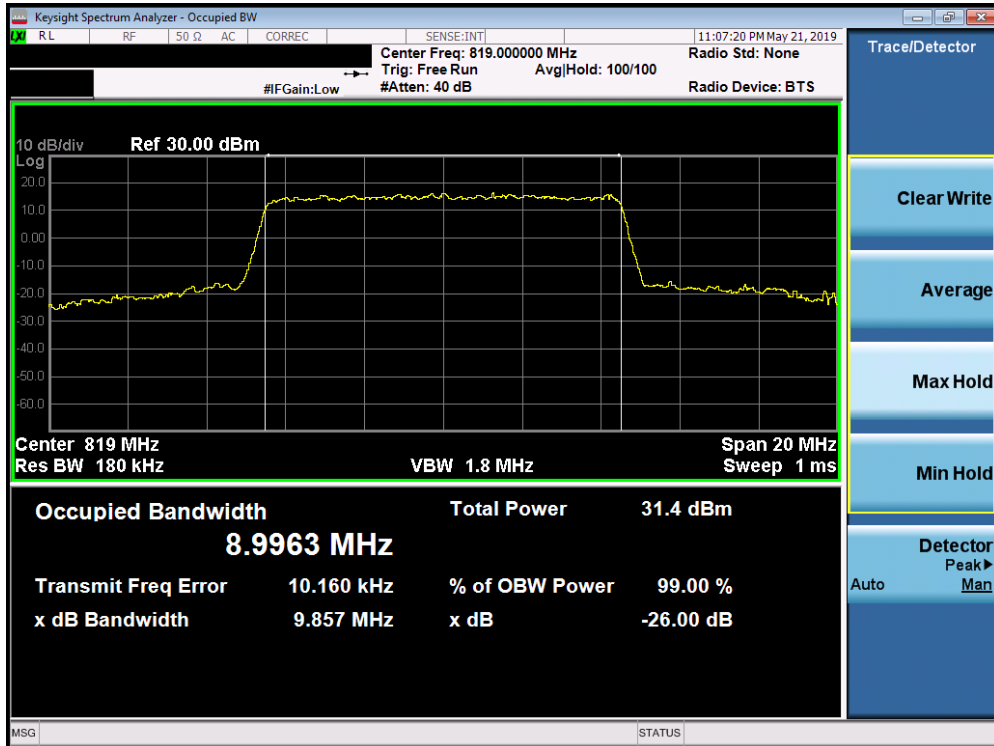 Keysight Spectrum Analyzer - Occupied BW
LXI RL RF 50 Ω AC CORREC SENSE:INT 11:07:20 PM May 21, 2019
Center Freq: 819.000000 MHz Radio Std: None
Trig: Free Run Avg|Hold: 100/100
#IFGain:Low #Atten: 40 dB Radio Device: BTS
10 dB/div Ref 30.00 dBm
Log
20.0
10.0
0.00
-10.0
-20.0
-30.0
-40.0
-50.0
-60.0
Center 819 MHz Span 20 MHz
Res BW 180 kHz VBW 1.8 MHz Sweep 1 ms
Occupied Bandwidth Total Power 31.4 dBm
8.9963 MHz
Transmit Freq Error 10.160 kHz % of OBW Power 99.00 %
x dB Bandwidth 9.857 MHz x dB -26.00 dB
MSG STATUS
Trace/Detector
Clear Write
Average
Max Hold
Min Hold
Detector
Peak▶
Auto Man